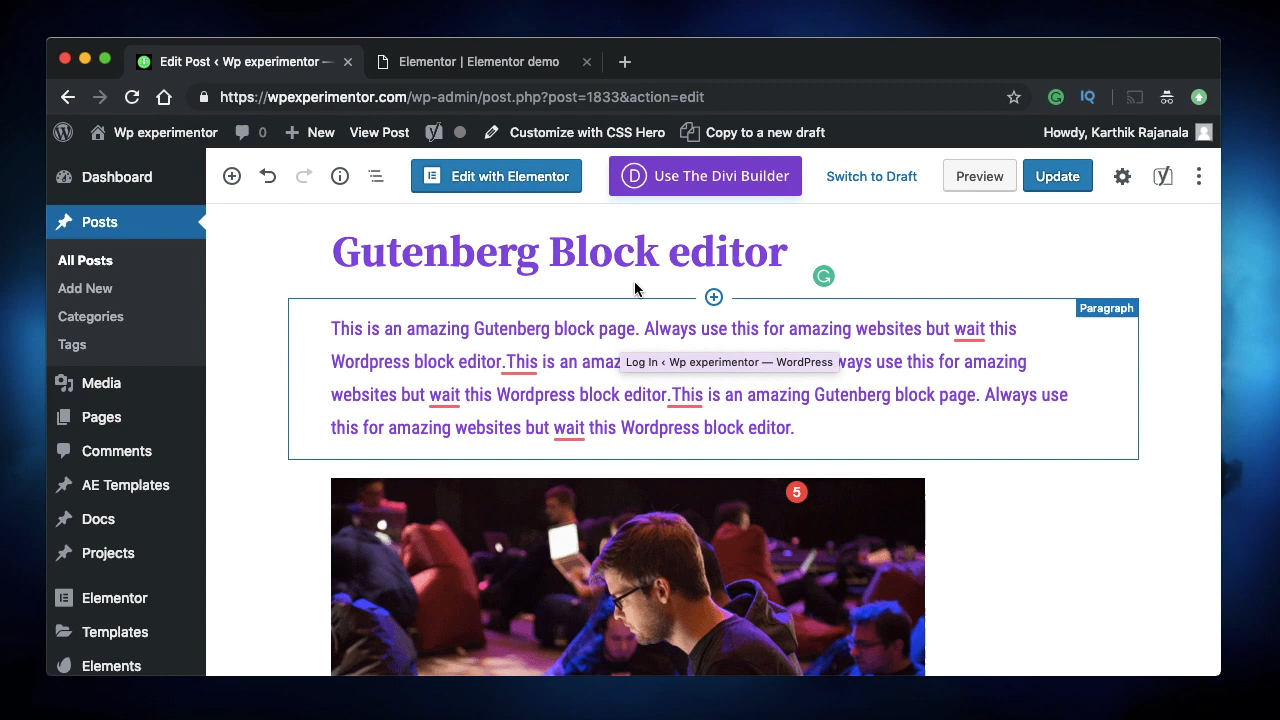 Edit Post ‹ Wp experimentor —
Elementor | Elementor demo
https://wpexperimentor.com/wp-admin/post.php?post=1833&action=edit
IQ
Wp experimentor 0 New View Post Customize with CSS Hero Copy to a new draft Howdy, Karthik Rajanala
Dashboard
Posts
All Posts
Add New
Categories
Tags
Media
Pages
Comments
AE Templates
Docs
Projects
Elementor
Templates
Elements
Edit with Elementor
D Use The Divi Builder
Switch to Draft
Preview
Update
Gutenberg Block editor
Paragraph
This is an amazing Gutenberg block page. Always use this for amazing websites but wait this
Wordpress block editor.This is an amaz
Log In ‹ Wp experimentor — WordPress
ways use this for amazing
websites but wait this Wordpress block editor.This is an amazing Gutenberg block page. Always use
this for amazing websites but wait this Wordpress block editor.
5